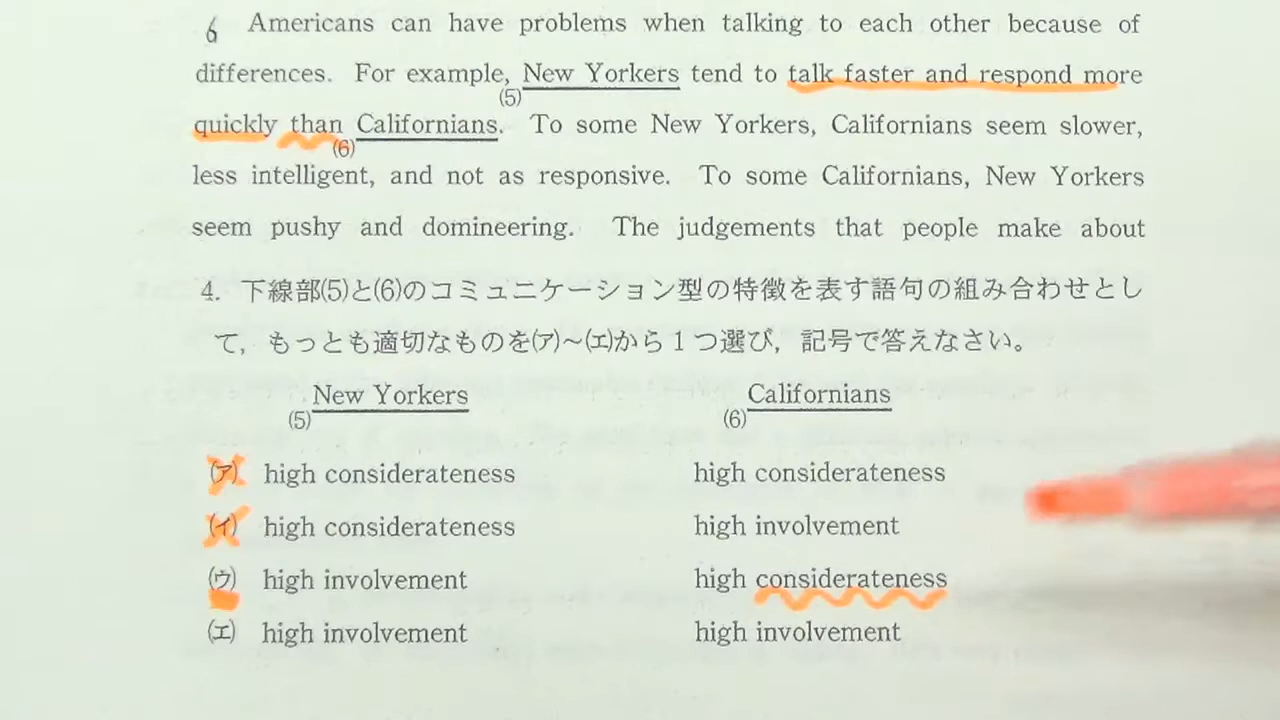 6 Americans can have problems when talking to each other because of
differences. For example, New Yorkers tend to talk faster and respond more
(5)
quickly than Californians. To some New Yorkers, Californians seem slower,
(6)
less intelligent, and not as responsive. To some Californians, New Yorkers
seem pushy and domineering. The judgements that people make about
4. 下線部(5)と(6)のコミュニケーション型の特徴を表す語句の組み合わせとし
て，もっとも適切なものを(ア)～(エ)から1つ選び，記号で答えなさい。
(5) New Yorkers (6) Californians
(ア) high considerateness high considerateness
(イ) high considerateness high involvement
(ウ) high involvement high considerateness
(エ) high involvement high involvement